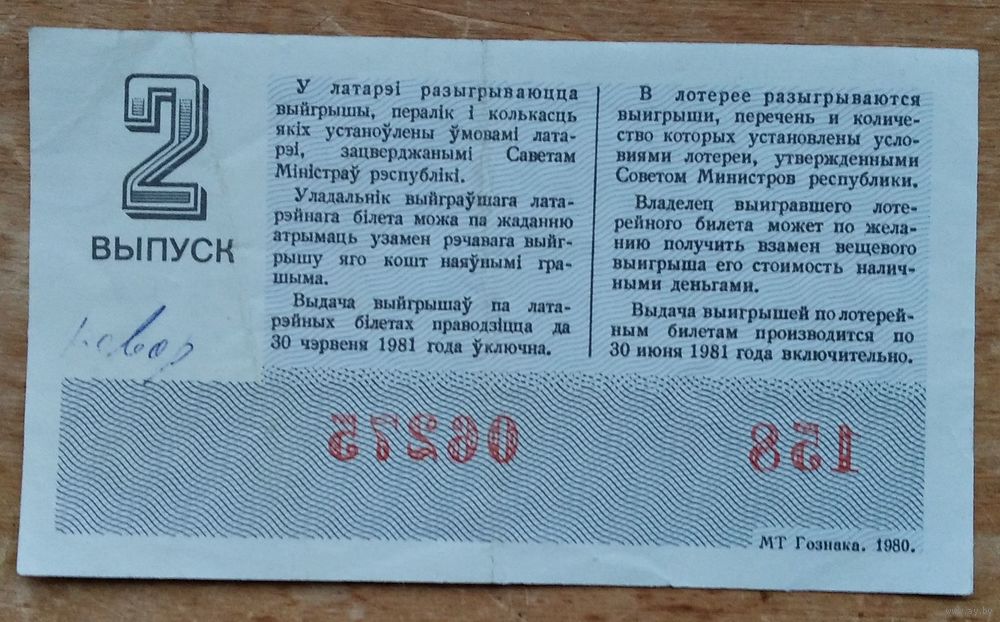 2
ВЫПУСК
У латарэі разыгрываюцца
выйгрышы, пералік і колькасць
якіх устаноўлены ўмовамі лата-
рэі, зацверджанымі Саветам
Міністраў рэспублікі.
Уладальнік выйграўшага лата-
рэйнага білета можа па жаданню
атрымаць узамен рэчавага выйг-
рышу яго кошт наяўнымі гра-
шыма.
Выдача выйгрышаў па лата-
рэйных білетах праводзіцца да
30 чэрвеня 1981 года ўключна.
В лотерее разыгрываются
выигрыши, перечень и количе-
ство которых установлены усло-
виями лотереи, утвержденными
Советом Министров республики.
Владелец выигравшего лоте-
рейного билета может по жела-
нию получить взамен вещевого
выигрыша его стоимость налич-
ными деньгами.
Выдача выигрышей по лотерей-
ным билетам производится по
30 июня 1981 года включительно.
158
МТ Гознака. 1980.
www.ay.by